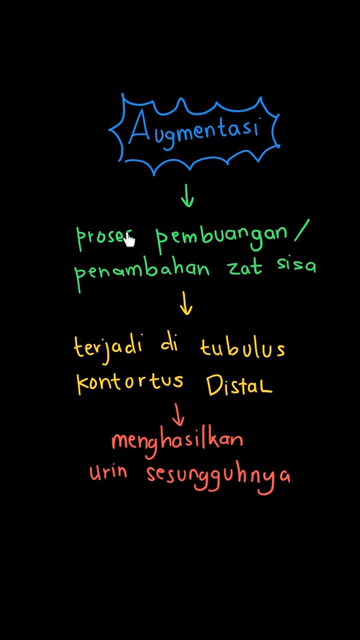 Augmentasi
proses pembuangan /
penambahan zat sisa
terjadi di tubulus
kontortus Distal
menghasilkan
urin sesungguhnya